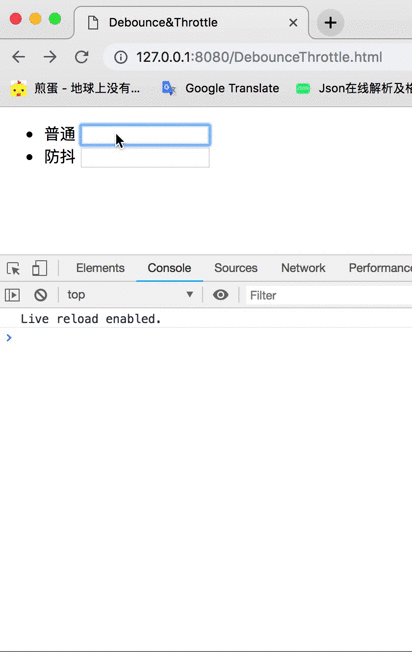 Debounce&Throttle
127.0.0.1:8080/DebounceThrottle.html
煎蛋 - 地球上没有... Google Translate Json在线解析及格
普通
防抖
Elements Console Sources Network Performance
top Filter
Live reload enabled.